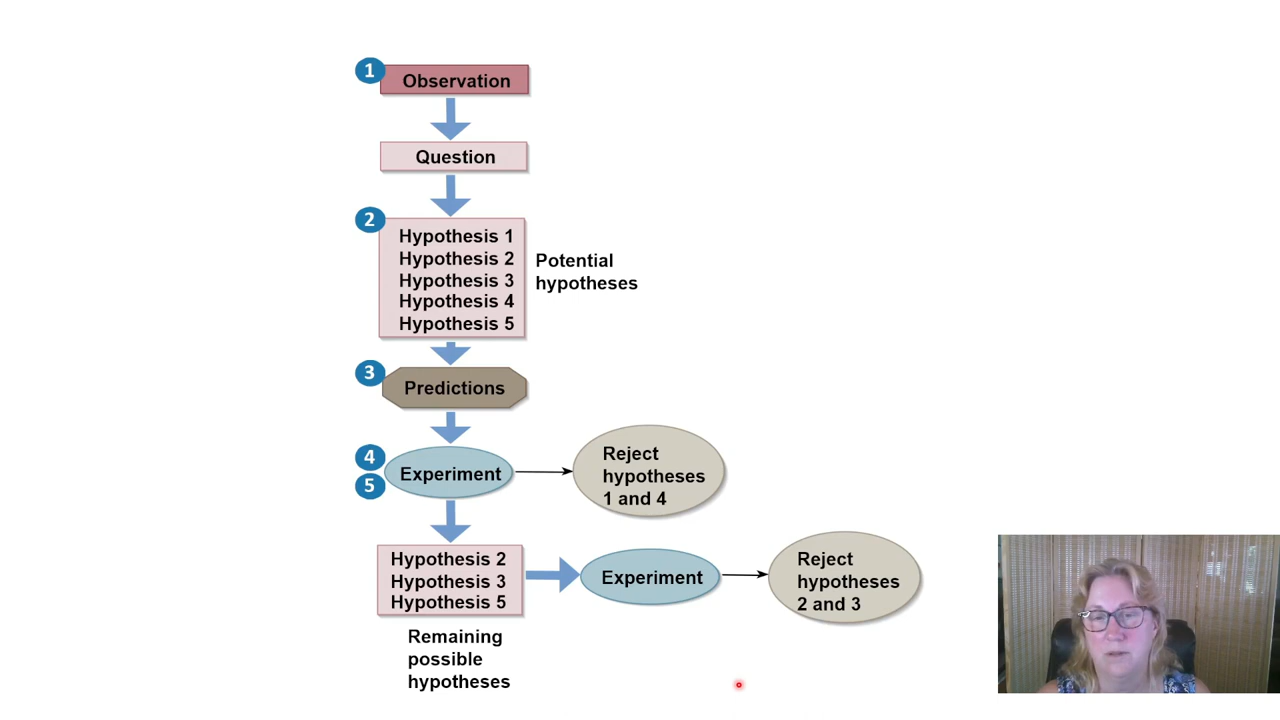 1
Observation
Question
2
Hypothesis 1
Hypothesis 2
Hypothesis 3
Hypothesis 4
Hypothesis 5
Potential
hypotheses
3
Predictions
4
5
Experiment
Reject
hypotheses
1 and 4
Hypothesis 2
Hypothesis 3
Hypothesis 5
Remaining
possible
hypotheses
Experiment
Reject
hypotheses
2 and 3